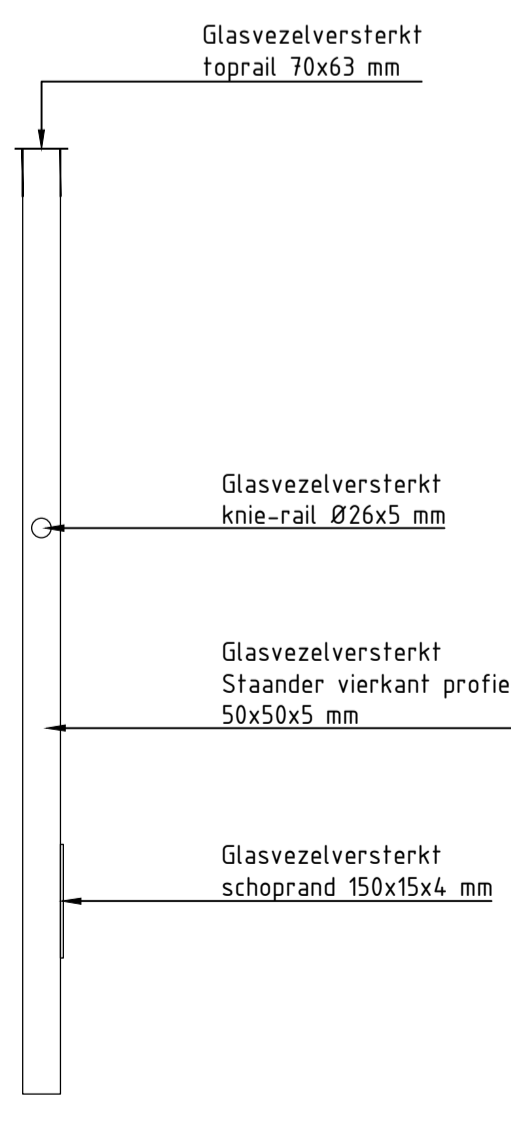 Glasvezelversterkt
toprail 70x63 mm
Glasvezelversterkt
knie-rail Ø26x5 mm
Glasvezelversterkt
Staander vierkant profie
50x50x5 mm
Glasvezelversterkt
schoprand 150x15x4 mm